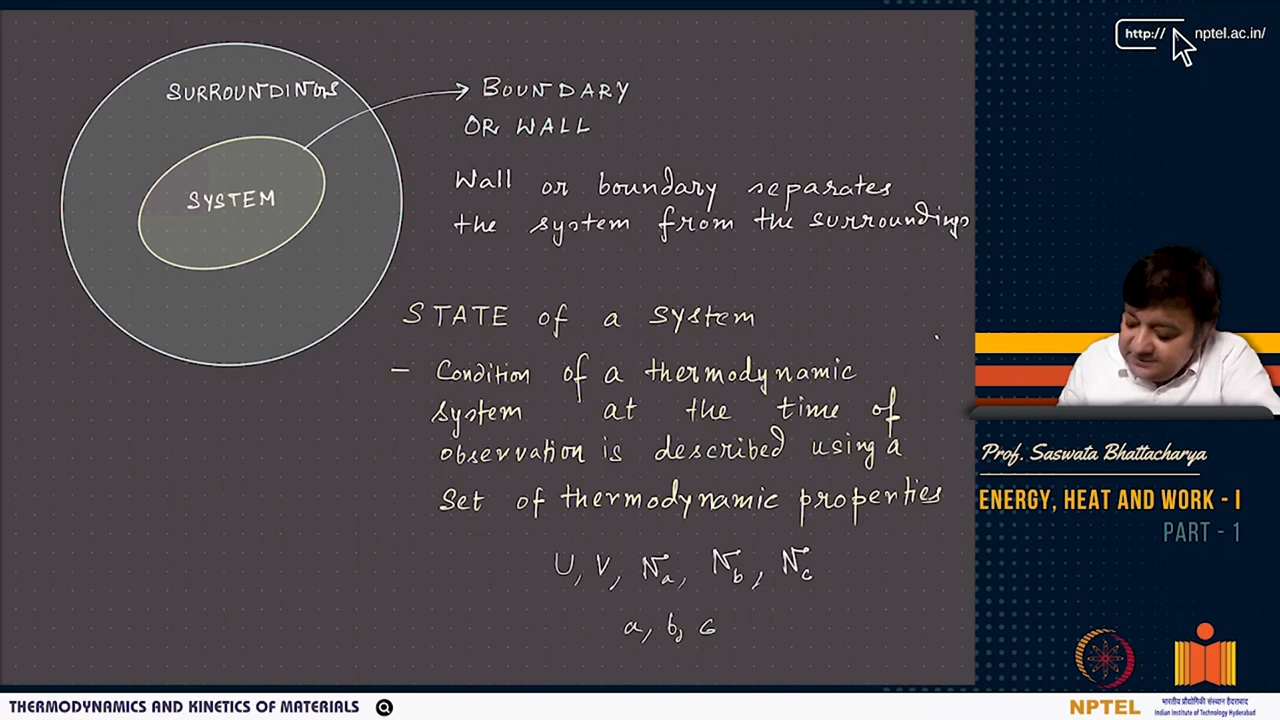 http:// nptel.ac.in/
SURROUNDINGS
SYSTEM
BOUNDARY
OR WALL
Wall or boundary separates
the system from the surroundings
STATE of a system
- Condition of a thermodynamic
system at the time of
observation is described using a
set of thermodynamic properties
U, V, Na, Nb, Nc
a, b, c
Prof. Saswata Bhattacharya
ENERGY, HEAT AND WORK - I
PART - 1
THERMODYNAMICS AND KINETICS OF MATERIALS
NPTEL
भारतीय प्रौद्योगिकी संस्थान हैदराबाद
Indian Institute of Technology Hyderabad